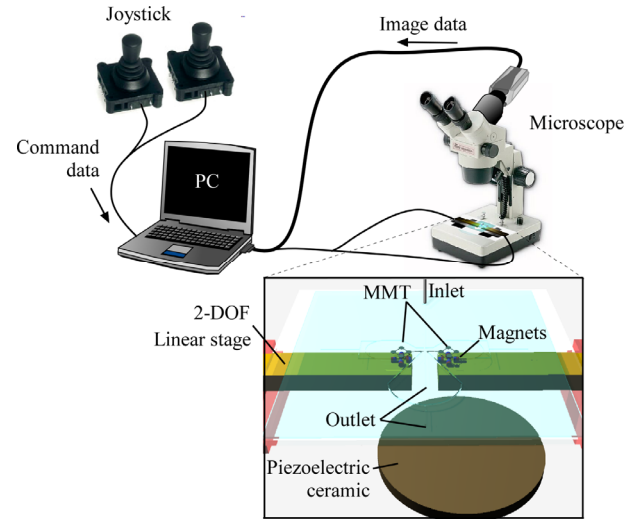 Joystick
Image data
Microscope
Command
data
PC
MMT
Inlet
2-DOF
Linear stage
Magnets
Outlet
Piezoelectric
ceramic